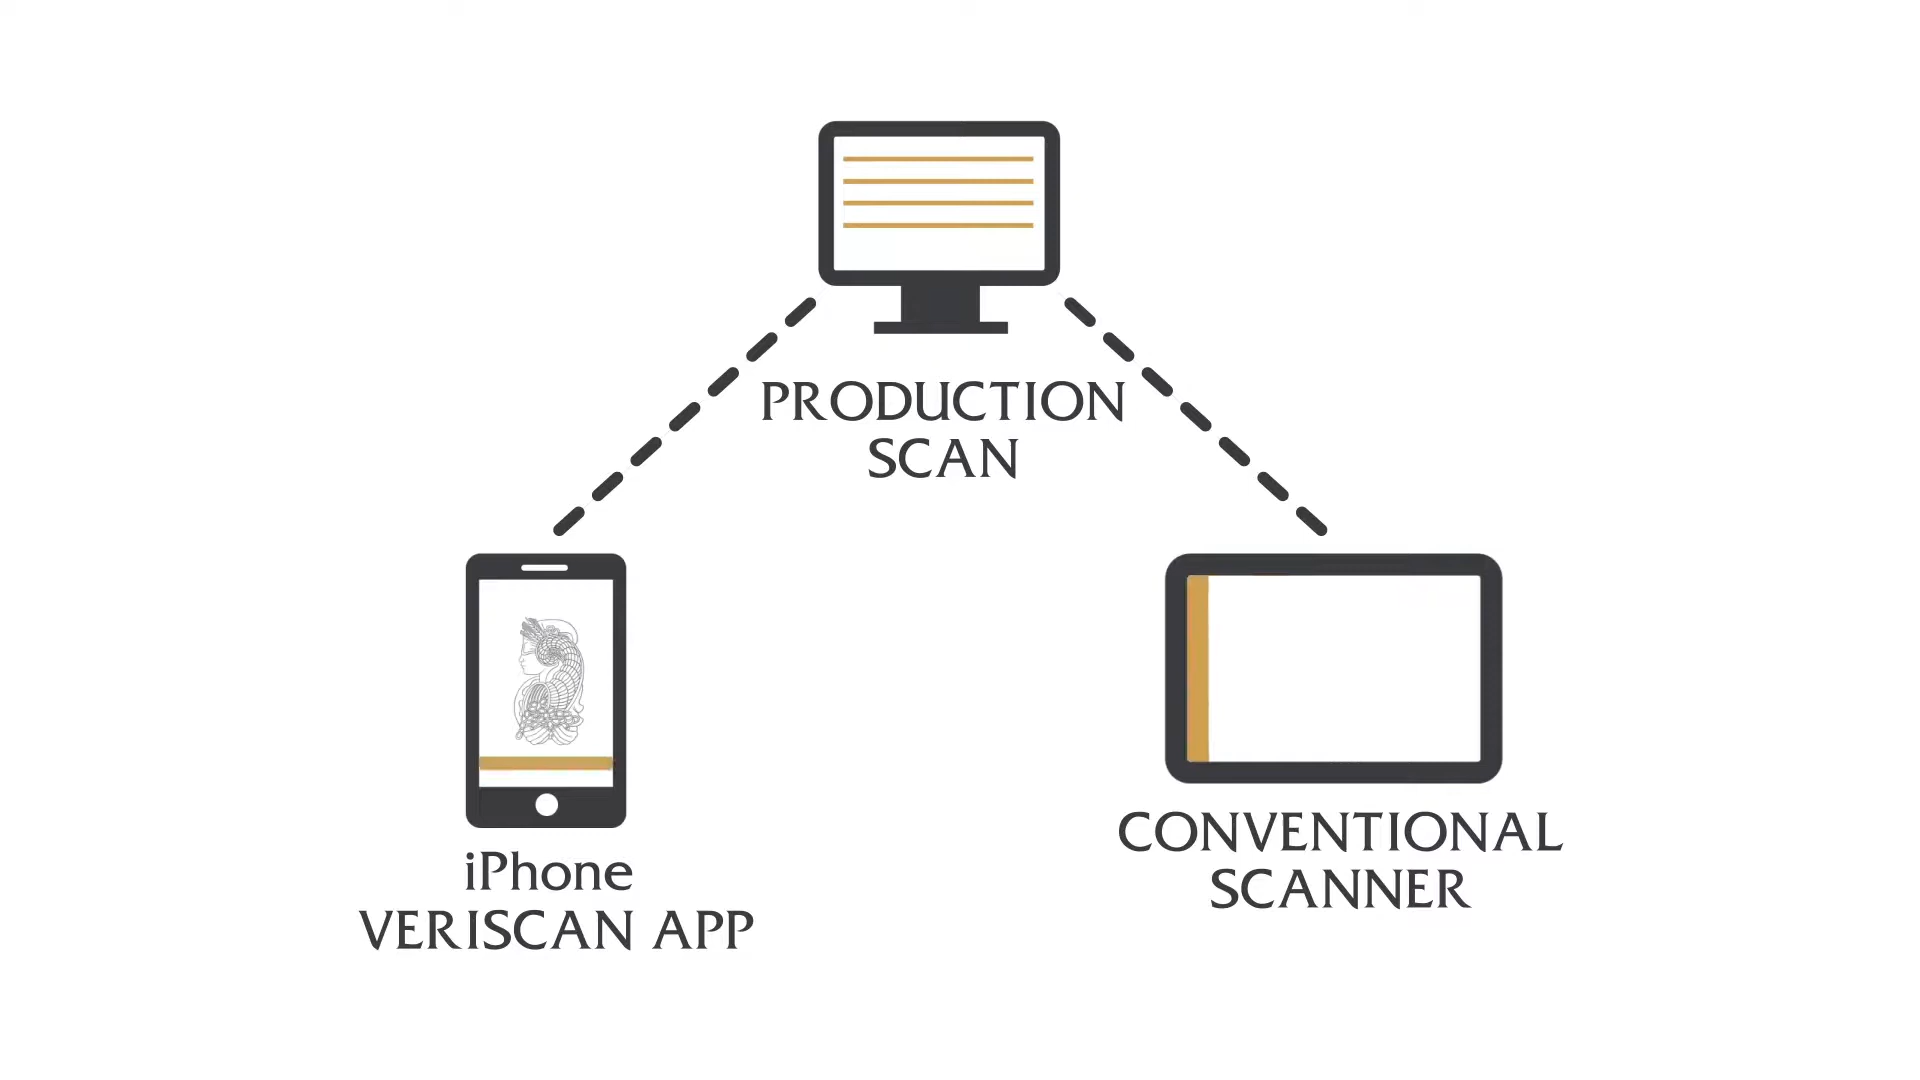 PRODUCTION
SCAN
iPhone
VERISCAN APP
CONVENTIONAL
SCANNER